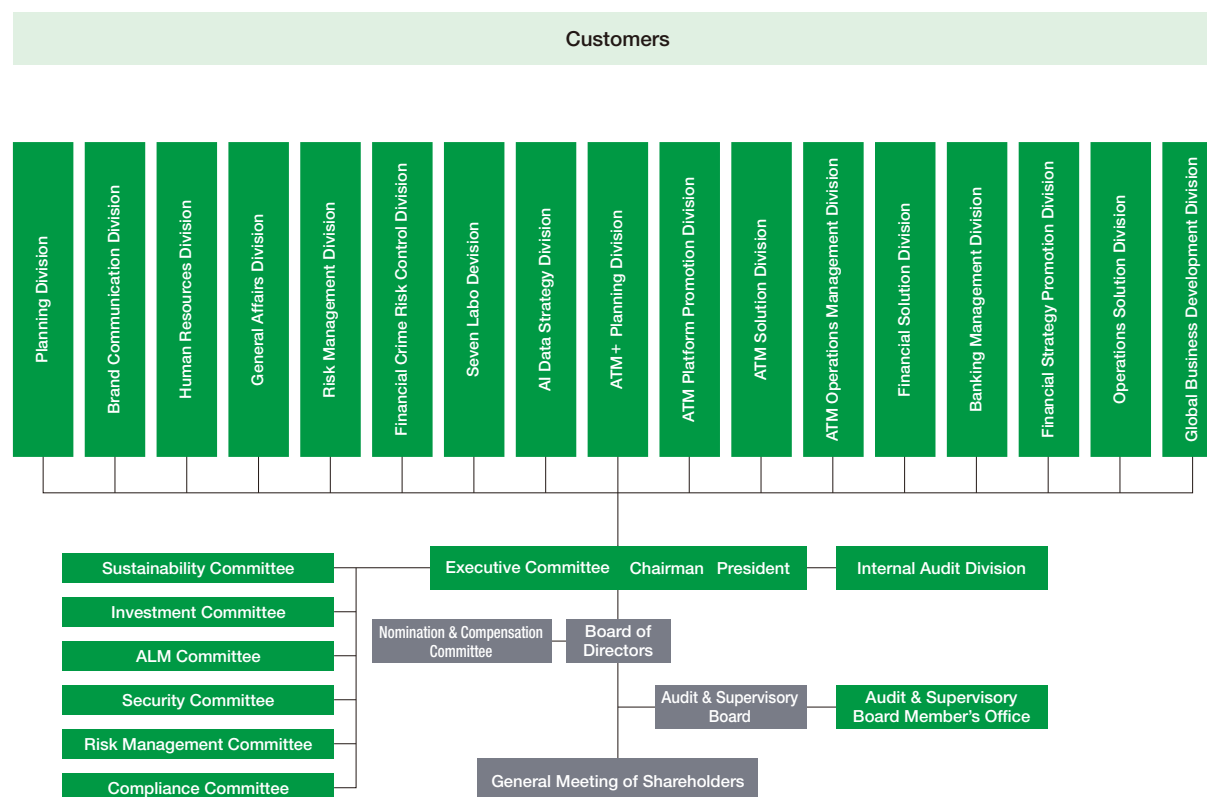 Customers
Planning Division
Brand Communication Division
Human Resources Division
General Affairs Division
Risk Management Division
Financial Crime Risk Control Division
Seven Labo Devision
AI Data Strategy Division
ATM+ Planning Division
ATM Platform Promotion Division
ATM Solution Division
ATM Operations Management Division
Financial Solution Division
Banking Management Division
Financial Strategy Promotion Division
Operations Solution Division
Global Business Development Division
Sustainability Committee
Investment Committee
ALM Committee
Security Committee
Risk Management Committee
Compliance Committee
Executive Committee Chairman President
Internal Audit Division
Nomination & Compensation
Committee
Board of
Directors
Audit & Supervisory
Board
Audit & Supervisory
Board Member's Office
General Meeting of Shareholders